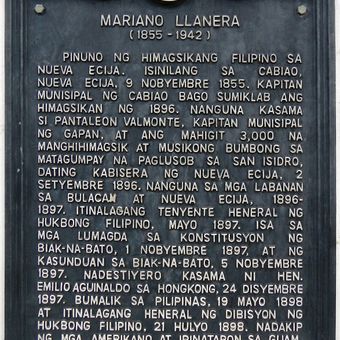 MARIANO LLANERA
(1855-1942)
PINUNO NG HIMAGSIKANG FILIPINO SA
NUEVA ECIJA. ISINILANG SA CABIAO,
NUEVA ECIJA, 9 NOBYEMBRE 1855. KAPITAN
MUNISIPAL NG CABIAO BAGO SUMIKLAB ANG
HIMAGSIKAN NG 1896. NANGUNA KASAMA
SI PANTALEON VALMONTE, KAPITAN MUNISIPAL
NG GAPAN, AT ANG MAHIGIT 3,000 NA
MANGHIHIMAGSIK AT MUSIKONG BUMBONG SA
MATAGUMPAY NA PAGLUSOB SA SAN ISIDRO,
DATING KABISERA NG NUEVA ECIJA, 2
SETYEMBRE 1896. NANGUNA SA MGA LABANAN
SA BULACAN AT NUEVA ECIJA, 1896-
1897. ITINALAGANG TENYENTE HENERAL NG
HUKBONG FILIPINO, MAYO 1897. ISA SA
MGA LUMAGDA SA KONSTITUSYON NG
BIAK-NA-BATO, 1 NOBYEMBRE 1897, AT NG
KASUNDUAN SA BIAK-NA-BATO, 5 NOBYEMBRE
1897. NADESTIYERO KASAMA NI HEN.
EMILIO AGUINALDO SA HONGKONG, 24 DISYEMBRE
1897. BUMALIK SA PILIPINAS, 19 MAYO 1898
AT ITINALAGANG HENERAL NG DIBISYON NG
HUKBONG FILIPINO, 21 HULYO 1898. NADAKIP
NG MGA AMERIKANO AT IPINATAPON SA GUAM,